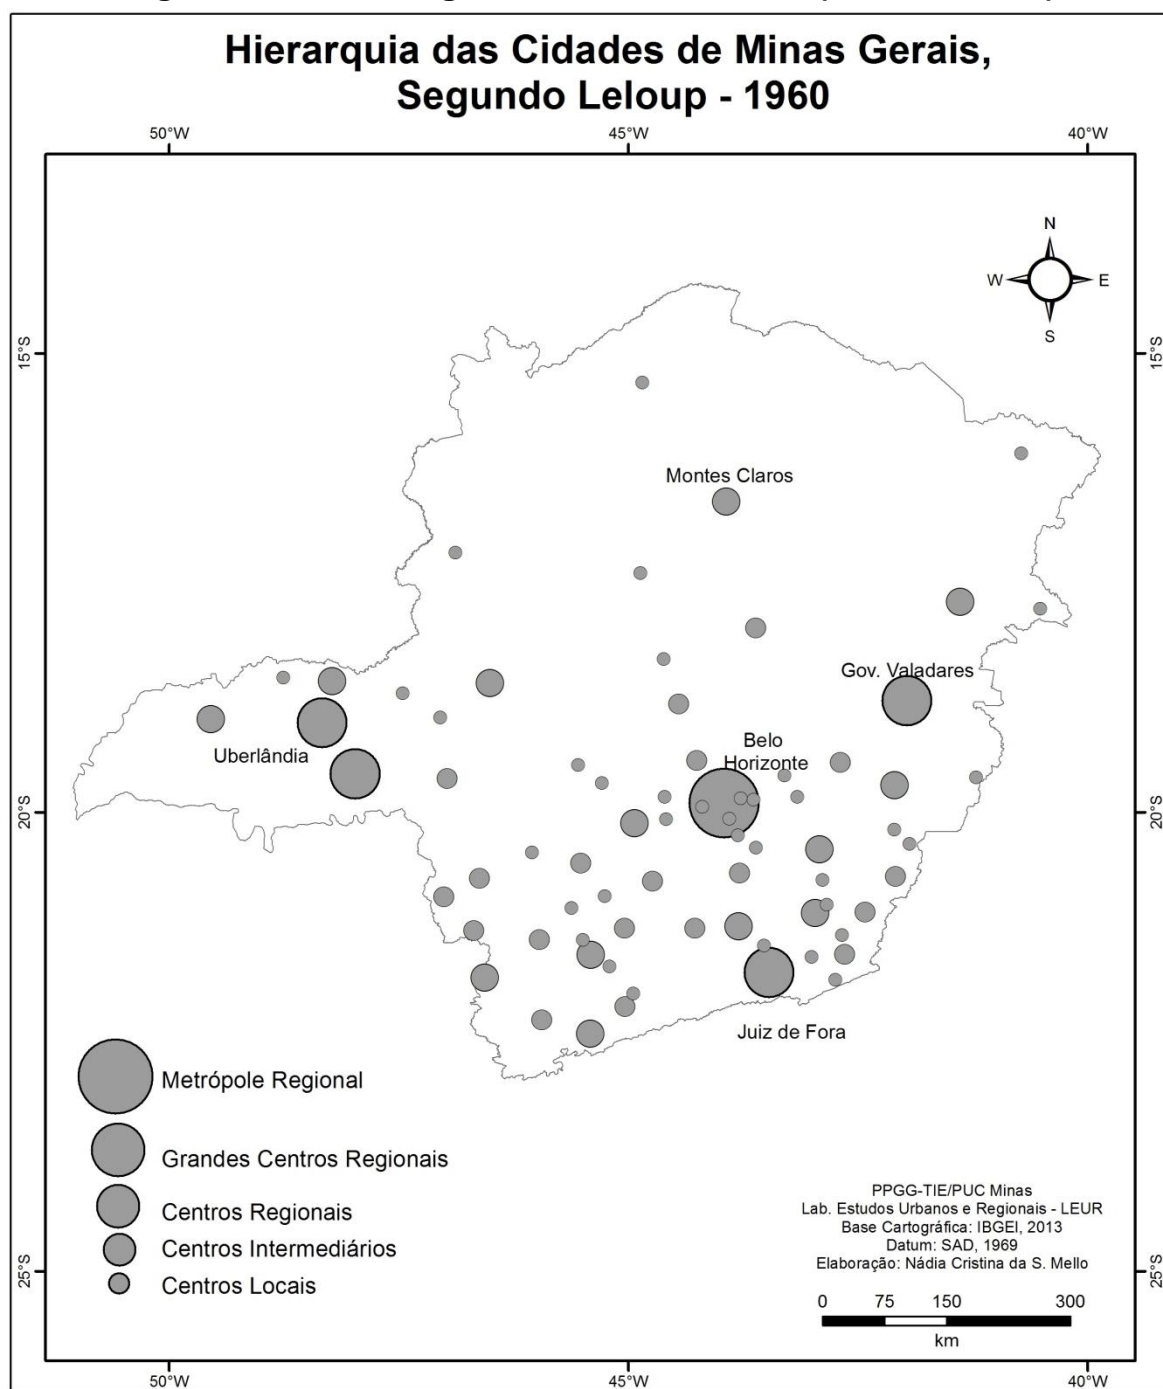 Hierarquia das Cidades de Minas Gerais,
Segundo Leloup - 1960
50°W
45°W
40°W
N
W
E
S
15°S
15°S
Montes Claros
Gov. Valadares
Belo
Horizonte
Uberlândia
20°S
20°S
Juiz de Fora
Metrópole Regional
Grandes Centros Regionais
Centros Regionais
Centros Intermediários
Centros Locais
PPGG-TIE/PUC Minas
Lab. Estudos Urbanos e Regionais - LEUR
Base Cartográfica: IBGEI, 2013
Datum: SAD, 1969
Elaboração: Nádia Cristina da S. Mello
0 75 150 300
km
25°S
25°S
50°W
45°W
40°W